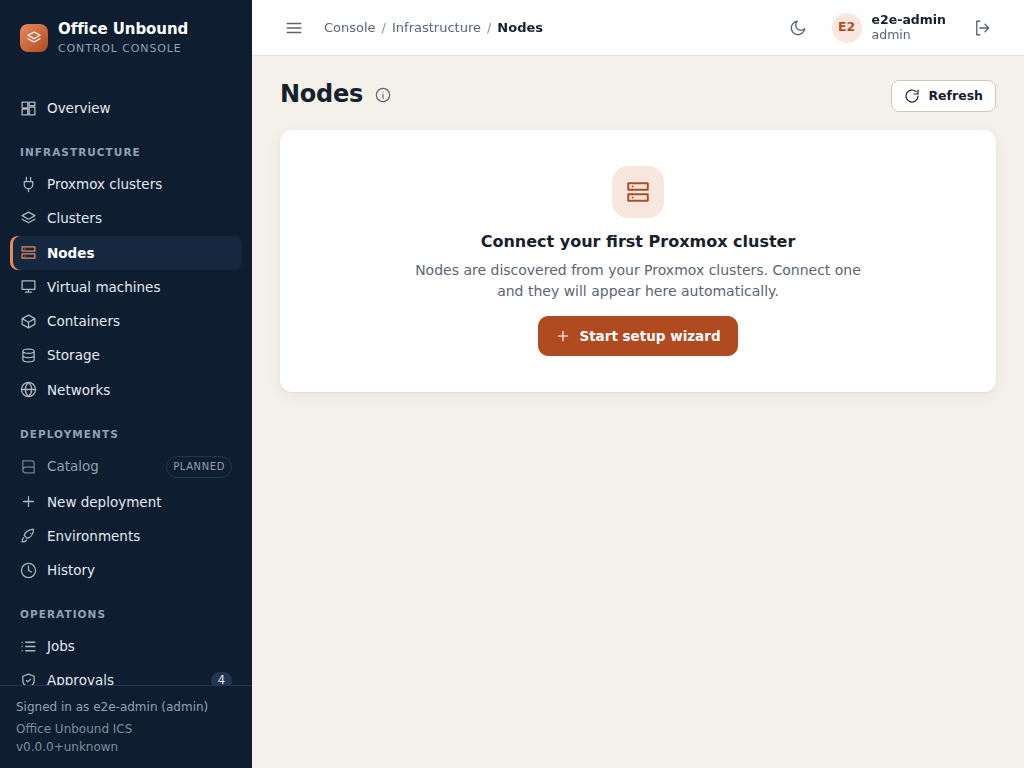 Office Unbound
CONTROL CONSOLE
Overview
INFRASTRUCTURE
Proxmox clusters
Clusters
Nodes
Virtual machines
Containers
Storage
Networks
DEPLOYMENTS
Catalog PLANNED
New deployment
Environments
History
OPERATIONS
Jobs
Approvals 4
Signed in as e2e-admin (admin)
Office Unbound ICS
v0.0.0+unknown
Console / Infrastructure / Nodes
E2
e2e-admin
admin
Nodes
Refresh
Connect your first Proxmox cluster
Nodes are discovered from your Proxmox clusters. Connect one
and they will appear here automatically.
Start setup wizard